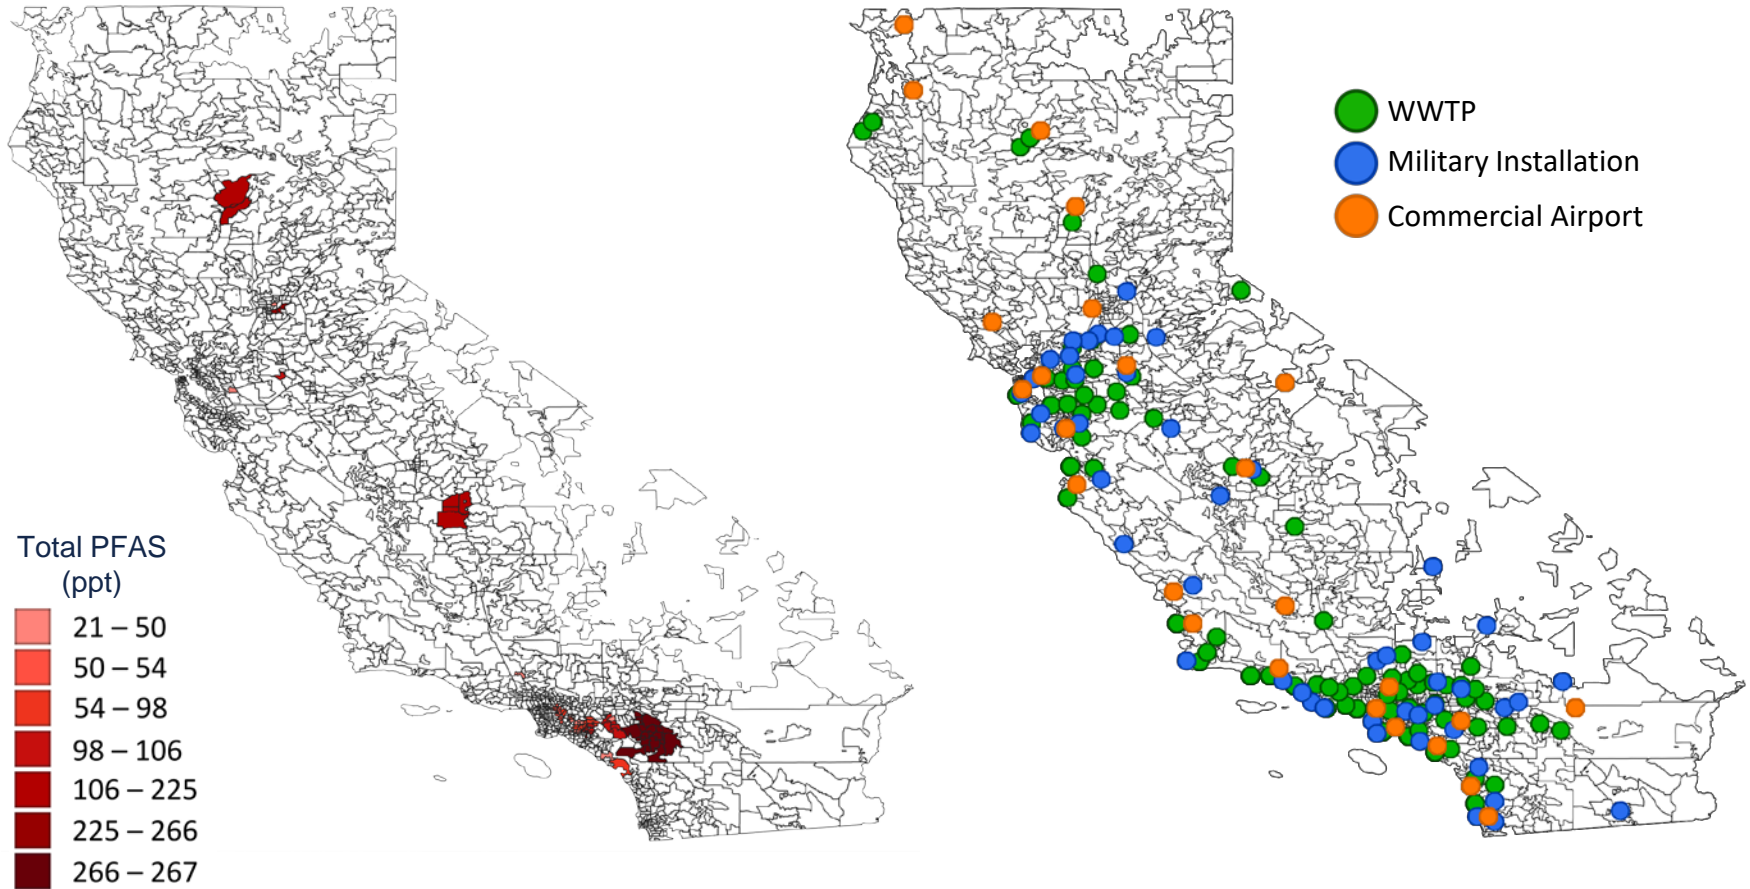 WWTP
Military Installation
Commercial Airport
Total PFAS
(ppt)
21 – 50
50 – 54
54 – 98
98 – 106
106 – 225
225 – 266
266 – 267